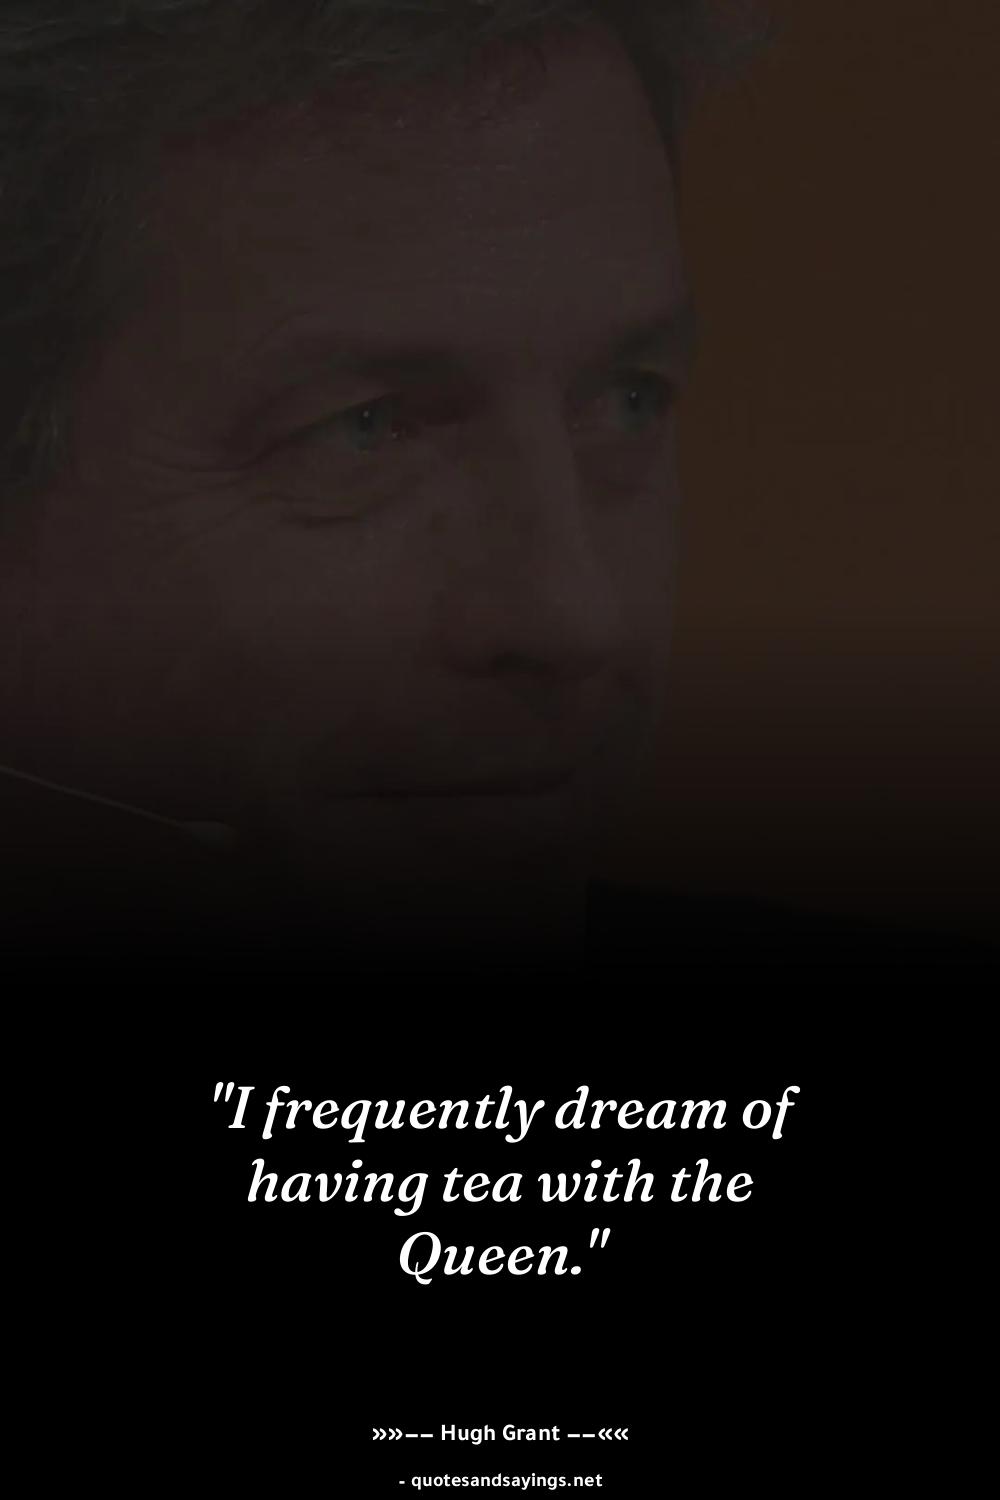 "I frequently dream of
having tea with the
Queen."
»»–– Hugh Grant ––««
- quotesandsayings.net